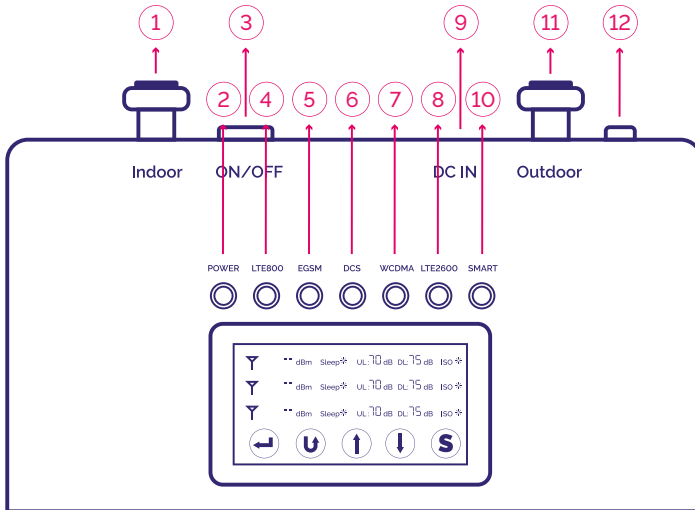 1 3 9 11 12
2 4 5 6 7 8 10
Indoor ON/OFF DC IN Outdoor
POWER LTE800 EGSM DCS WCDMA LTE2600 SMART
-- dBm Sleep UL: 70 dB DL: 75 dB ISO
-- dBm Sleep UL: 70 dB DL: 75 dB ISO
-- dBm Sleep UL: 70 dB DL: 75 dB ISO
S